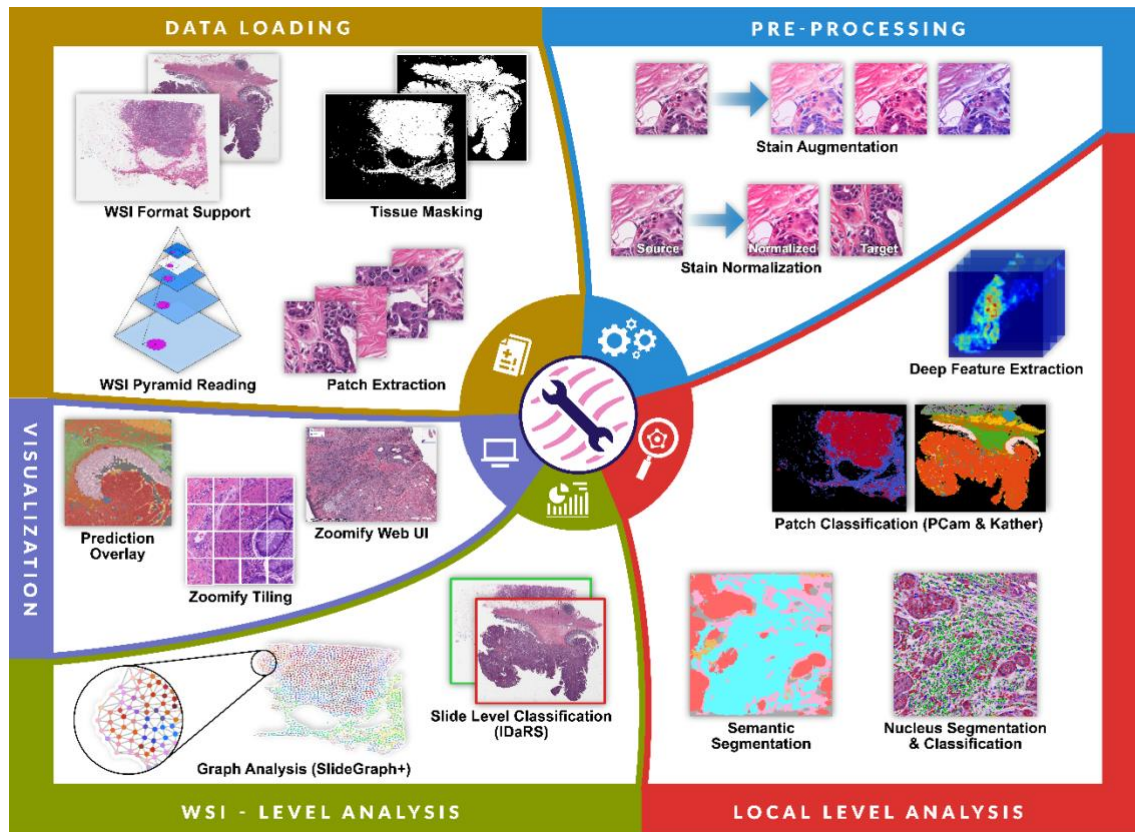 DATA LOADING
WSI Format Support
Tissue Masking
WSI Pyramid Reading
Patch Extraction
PRE-PROCESSING
Stain Augmentation
Source
Normalized
Target
Stain Normalization
Deep Feature Extraction
Patch Classification (PCam & Kather)
Semantic
Segmentation
Nucleus Segmentation
& Classification
LOCAL LEVEL ANALYSIS
VISUALIZATION
Prediction
Overlay
Zoomify Tiling
Zoomify Web UI
Slide Level Classification
(IDaRS)
Graph Analysis (SlideGraph+)
WSI - LEVEL ANALYSIS